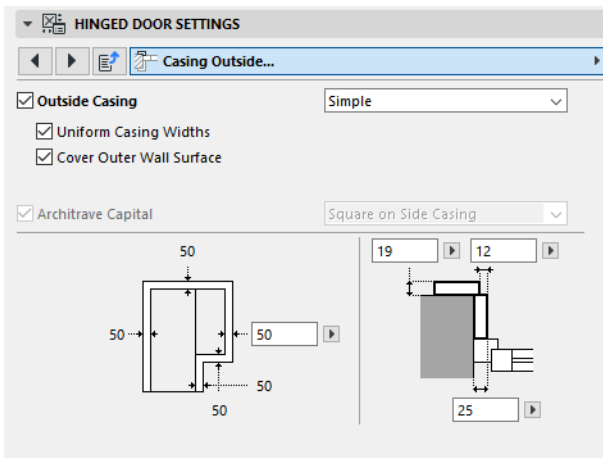 HINGED DOOR SETTINGS
Casing Outside...
Outside Casing
Simple
Uniform Casing Widths
Cover Outer Wall Surface
Architrave Capital
Square on Side Casing
50
19
12
50
50
50
50
25